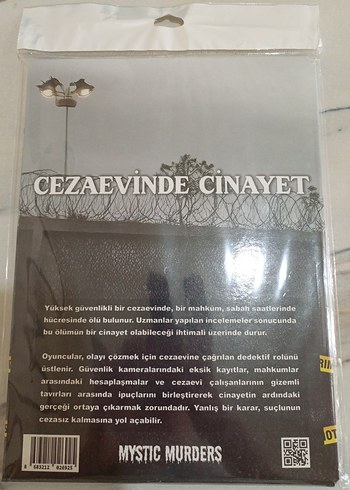 CEZAEVİNDE CİNAYET
Yüksek güvenlikli bir cezaevinde, bir mahkûm, sabah saatlerinde
hücresinde ölü bulunur. Uzmanlar yapılan incelemeler sonucunda
bu ölümün bir cinayet olabileceği ihtimali üzerinde durur.
Oyuncular, olayı çözmek için cezaevine çağrılan dedektif rolünü
üstlenir. Güvenlik kameralarındaki eksik kayıtlar, mahkumlar
arasındaki hesaplaşmalar ve cezaevi çalışanlarının gizemli
tavırları arasında ipuçlarını birleştirerek cinayetin ardındaki
gerçeği ortaya çıkarmak zorundadır. Yanlış bir karar, suçlunun
cezasız kalmasına yol açabilir.
MYSTIC MURDERS